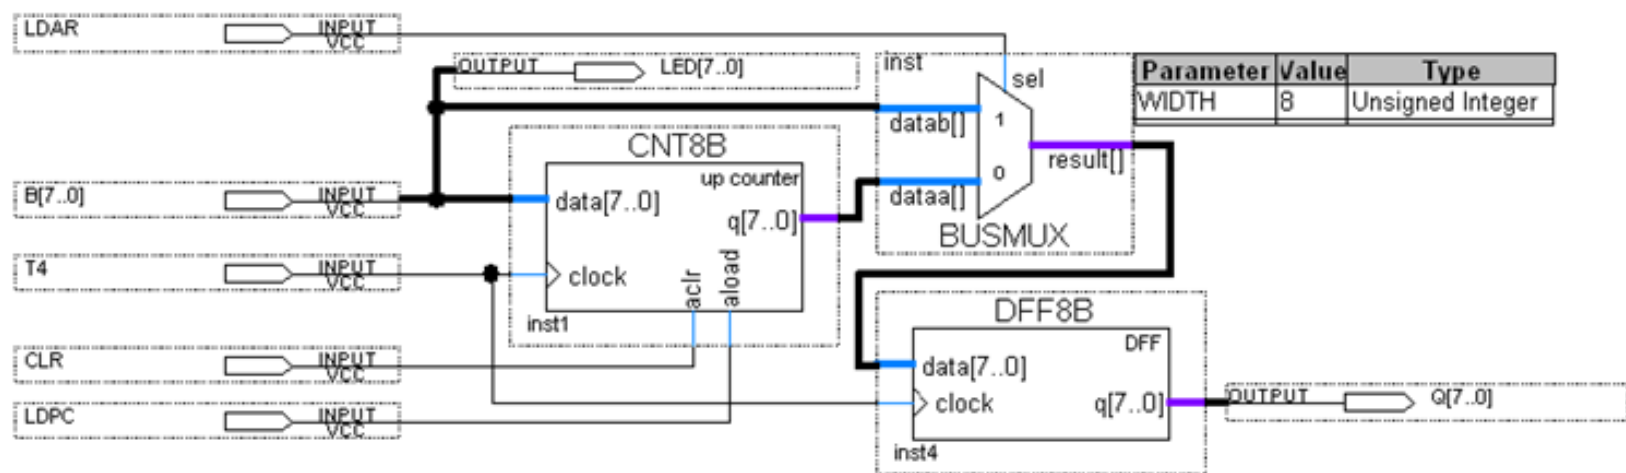 LDAR
INPUT
VCC
OUTPUT
LED[7..0]
inst
sel
Parameter Value Type
WIDTH 8 Unsigned Integer
datab[]
1
result[]
0
dataa[]
BUSMUX
CNT8B
up counter
B[7..0]
INPUT
VCC
data[7..0]
q[7..0]
T4
INPUT
VCC
clock
aclr
aload
inst1
CLR
INPUT
VCC
LDPC
INPUT
VCC
DFF8B
DFF
data[7..0]
clock
q[7..0]
inst4
OUTPUT
Q[7..0]